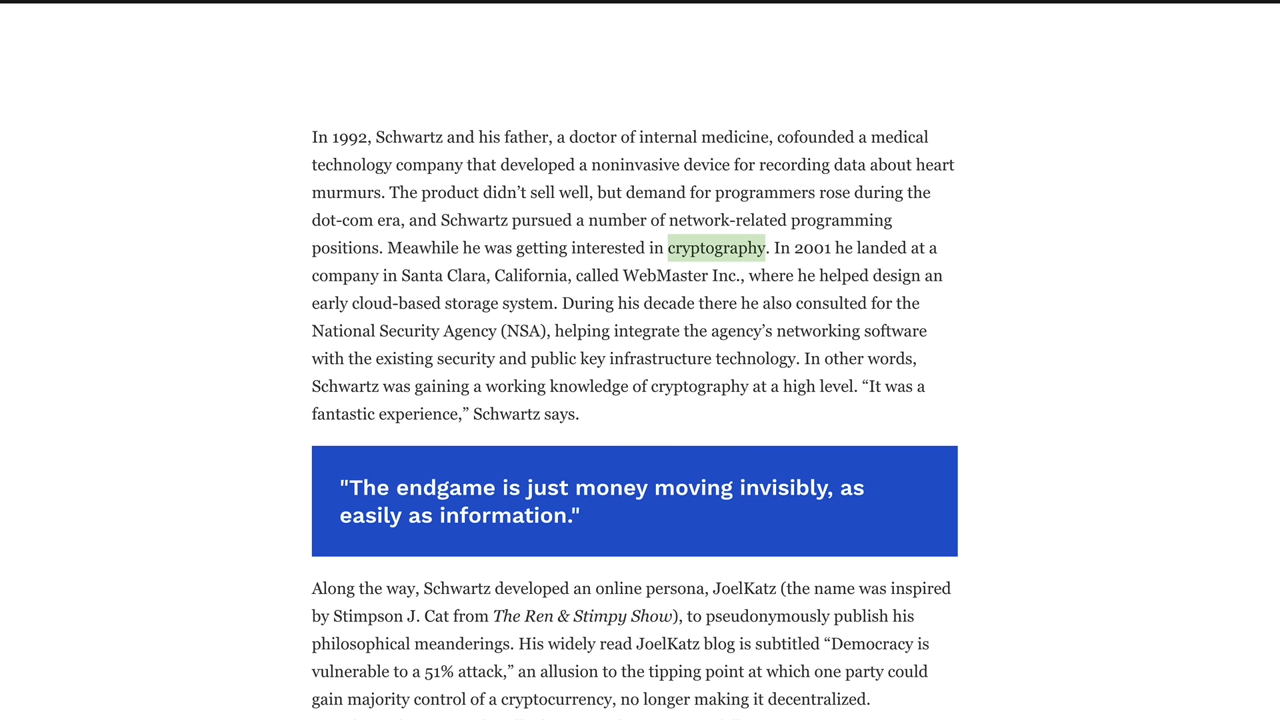 In 1992, Schwartz and his father, a doctor of internal medicine, cofounded a medical
technology company that developed a noninvasive device for recording data about heart
murmurs. The product didn’t sell well, but demand for programmers rose during the
dot-com era, and Schwartz pursued a number of network-related programming
positions. Meawhile he was getting interested in cryptography. In 2001 he landed at a
company in Santa Clara, California, called WebMaster Inc., where he helped design an
early cloud-based storage system. During his decade there he also consulted for the
National Security Agency (NSA), helping integrate the agency’s networking software
with the existing security and public key infrastructure technology. In other words,
Schwartz was gaining a working knowledge of cryptography at a high level. “It was a
fantastic experience,” Schwartz says.
"The endgame is just money moving invisibly, as
easily as information."
Along the way, Schwartz developed an online persona, JoelKatz (the name was inspired
by Stimpson J. Cat from The Ren & Stimpy Show), to pseudonymously publish his
philosophical meanderings. His widely read JoelKatz blog is subtitled “Democracy is
vulnerable to a 51% attack,” an allusion to the tipping point at which one party could
gain majority control of a cryptocurrency, no longer making it decentralized.